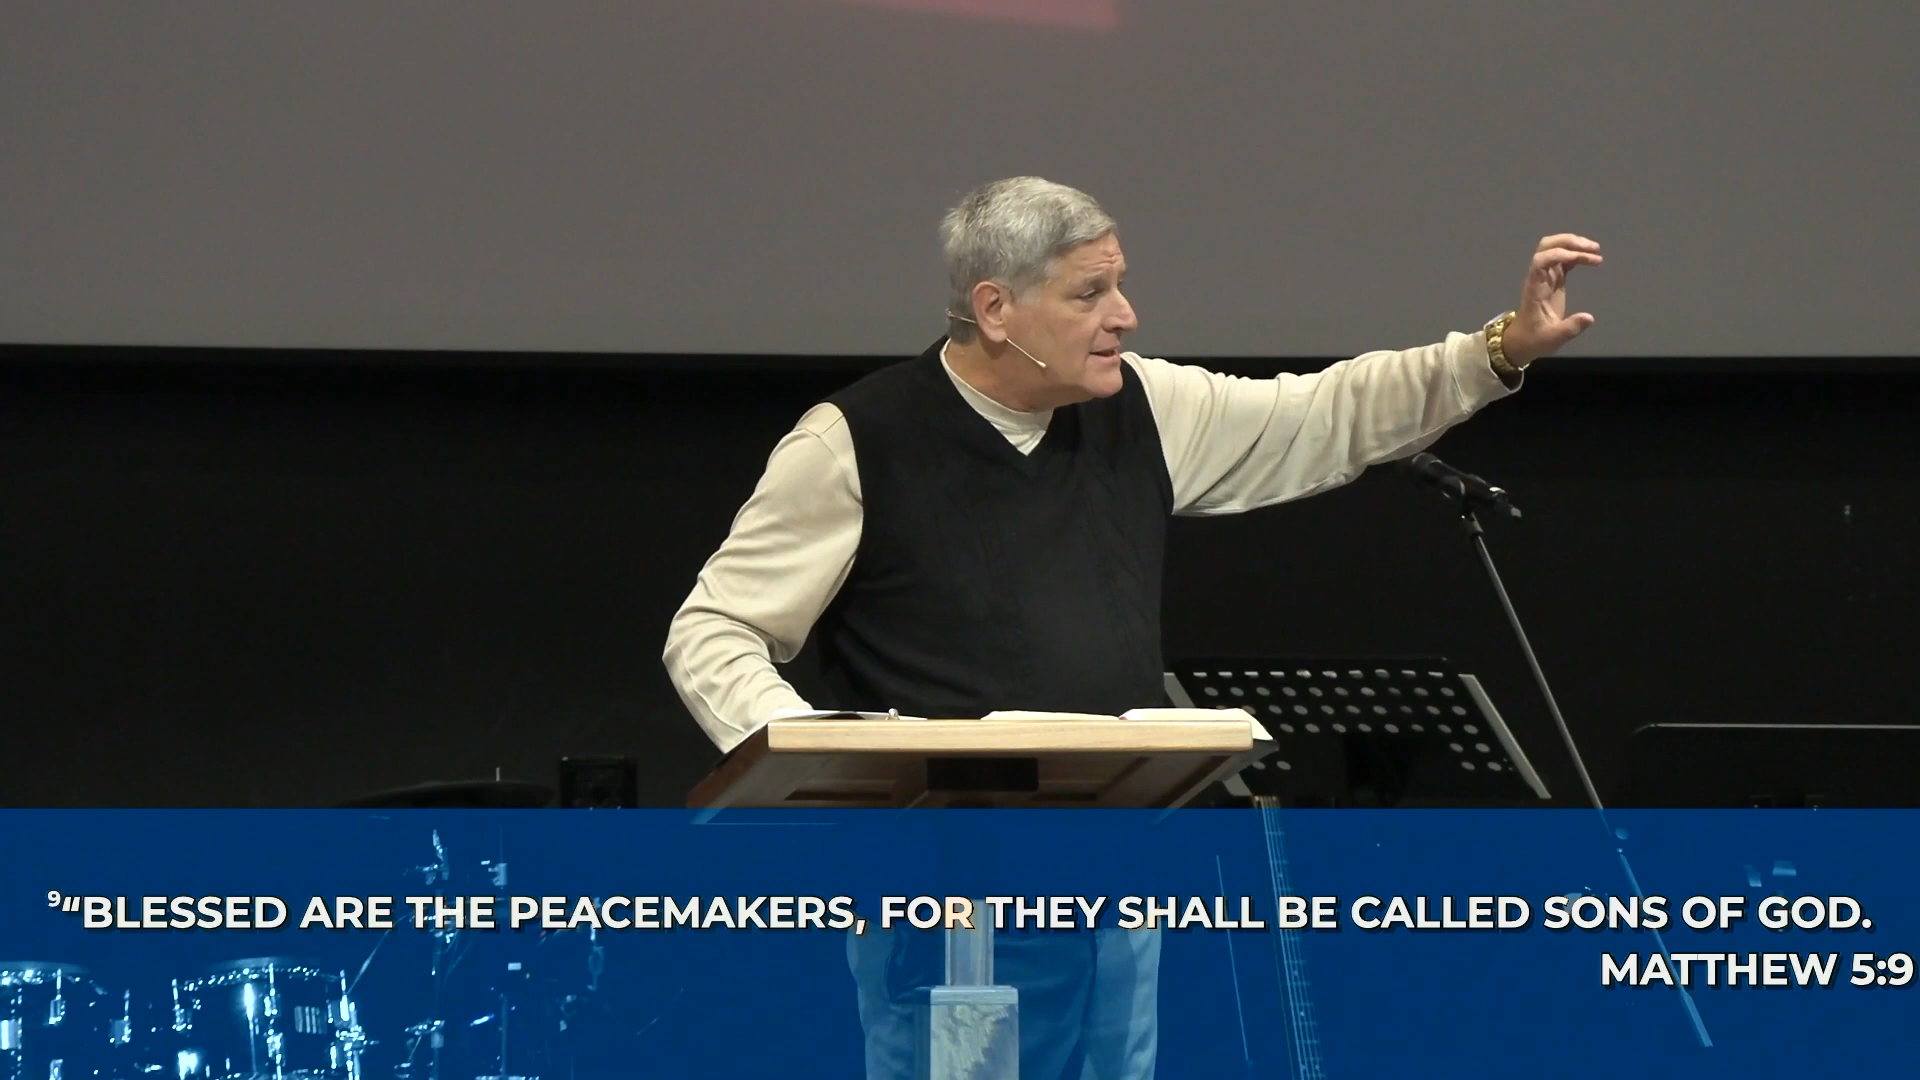 ⁹“BLESSED ARE THE PEACEMAKERS, FOR THEY SHALL BE CALLED SONS OF GOD.
MATTHEW 5:9